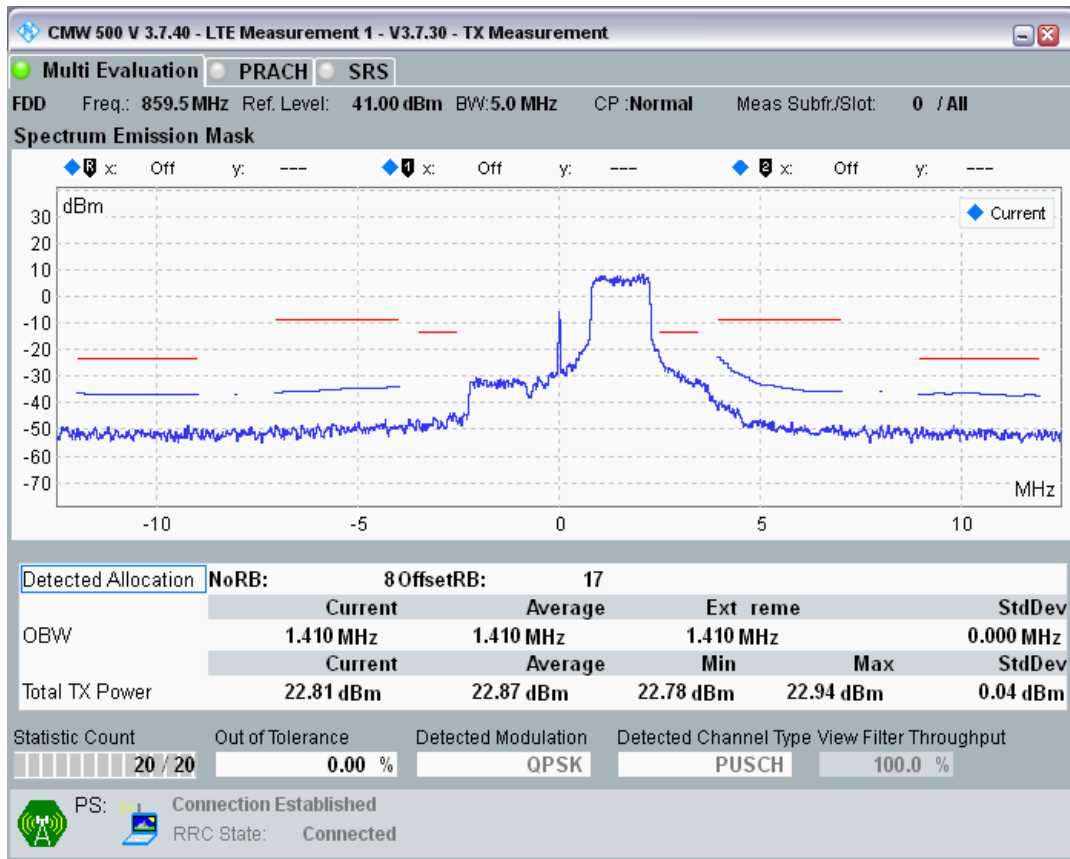 CMW 500 V 3.7.40 - LTE Measurement 1 - V3.7.30 - TX Measurement
Multi Evaluation PRACH SRS
FDD Freq.: 859.5 MHz Ref. Level: 41.00 dBm BW:5.0 MHz CP :Normal Meas Subfr./Slot: 0 / All
Spectrum Emission Mask
R x: Off y: --- 1 x: Off y: --- 2 x: Off y: ---
dBm
Current
30
20
10
0
-10
-20
-30
-40
-50
-60
-70
MHz
-10 -5 0 5 10
Detected Allocation NoRB: 8 OffsetRB: 17
Current Average Ext reme StdDev
OBW 1.410 MHz 1.410 MHz 1.410 MHz 0.000 MHz
Current Average Min Max StdDev
Total TX Power 22.81 dBm 22.87 dBm 22.78 dBm 22.94 dBm 0.04 dBm
Statistic Count Out of Tolerance Detected Modulation Detected Channel Type View Filter Throughput
20 / 20 0.00 % QPSK PUSCH 100.0 %
PS: Connection Established
RRC State: Connected